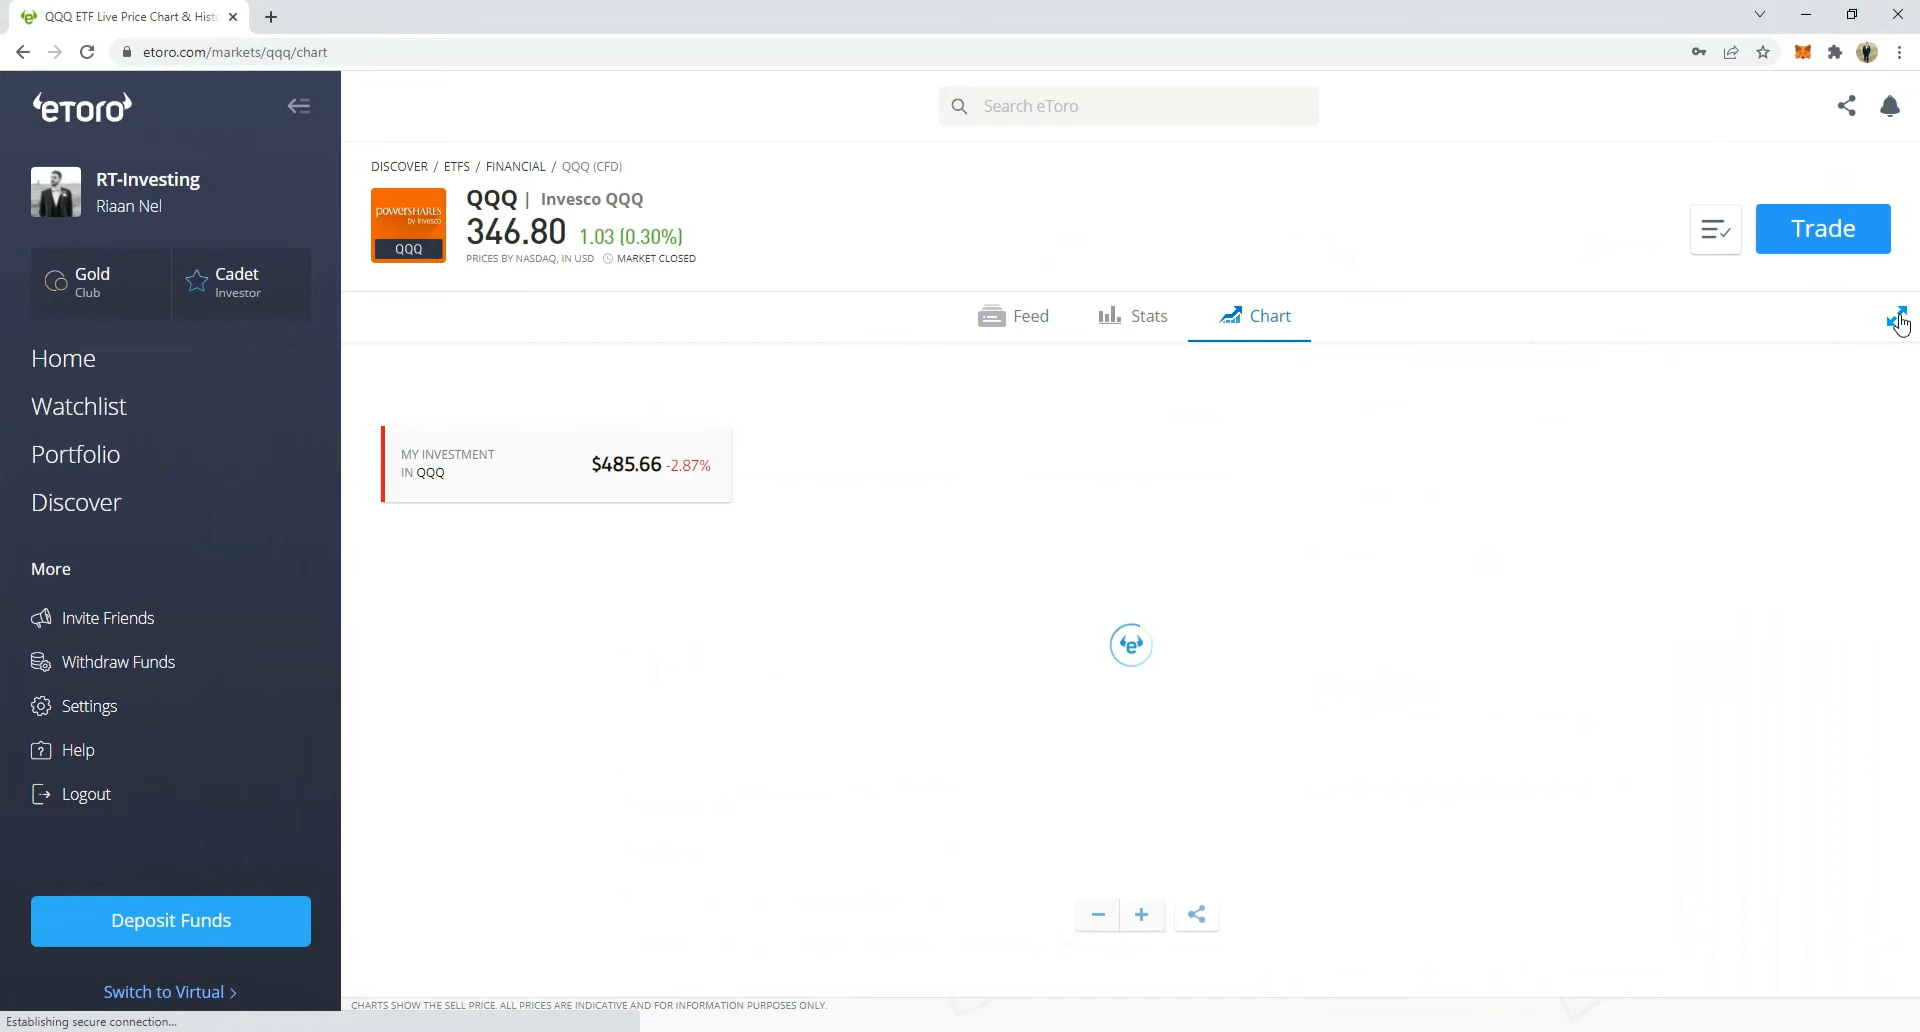 QQQ ETF Live Price Chart & Histo
etoro.com/markets/qqq/chart
eToro
Search eToro
RT-Investing
Riaan Nel
Gold
Club
Cadet
Investor
Home
Watchlist
Portfolio
Discover
More
Invite Friends
Withdraw Funds
Settings
Help
Logout
Deposit Funds
Switch to Virtual >
DISCOVER / ETFS / FINANCIAL / QQQ (CFD)
POWERSHARES
by Invesco
QQQ
QQQ | Invesco QQQ
346.80 1.03 (0.30%)
PRICES BY NASDAQ, IN USD MARKET CLOSED
Trade
Feed
Stats
Chart
MY INVESTMENT
IN QQQ
$485.66 -2.87%
CHARTS SHOW THE SELL PRICE. ALL PRICES ARE INDICATIVE AND FOR INFORMATION PURPOSES ONLY.
Establishing secure connection...